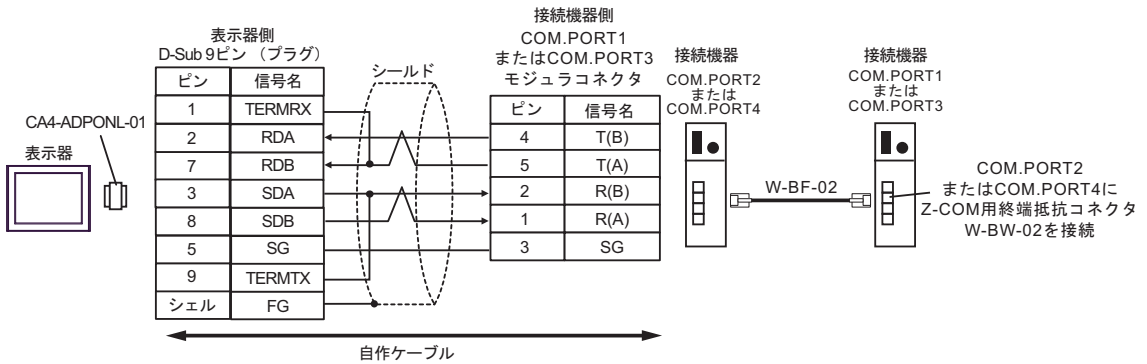 表示器側
D-Sub 9ピン （プラグ）
ピン 信号名
1 TERMRX
2 RDA
7 RDB
3 SDA
8 SDB
5 SG
9 TERMTX
シェル FG
CA4-ADPONL-01
表示器
シールド
接続機器側
COM.PORT1
またはCOM.PORT3
モジュラコネクタ
ピン 信号名
4 T(B)
5 T(A)
2 R(B)
1 R(A)
3 SG
接続機器
COM.PORT2
または
COM.PORT4
W-BF-02
接続機器
COM.PORT1
または
COM.PORT3
COM.PORT2
またはCOM.PORT4に
Z-COM用終端抵抗コネクタ
W-BW-02を接続
自作ケーブル